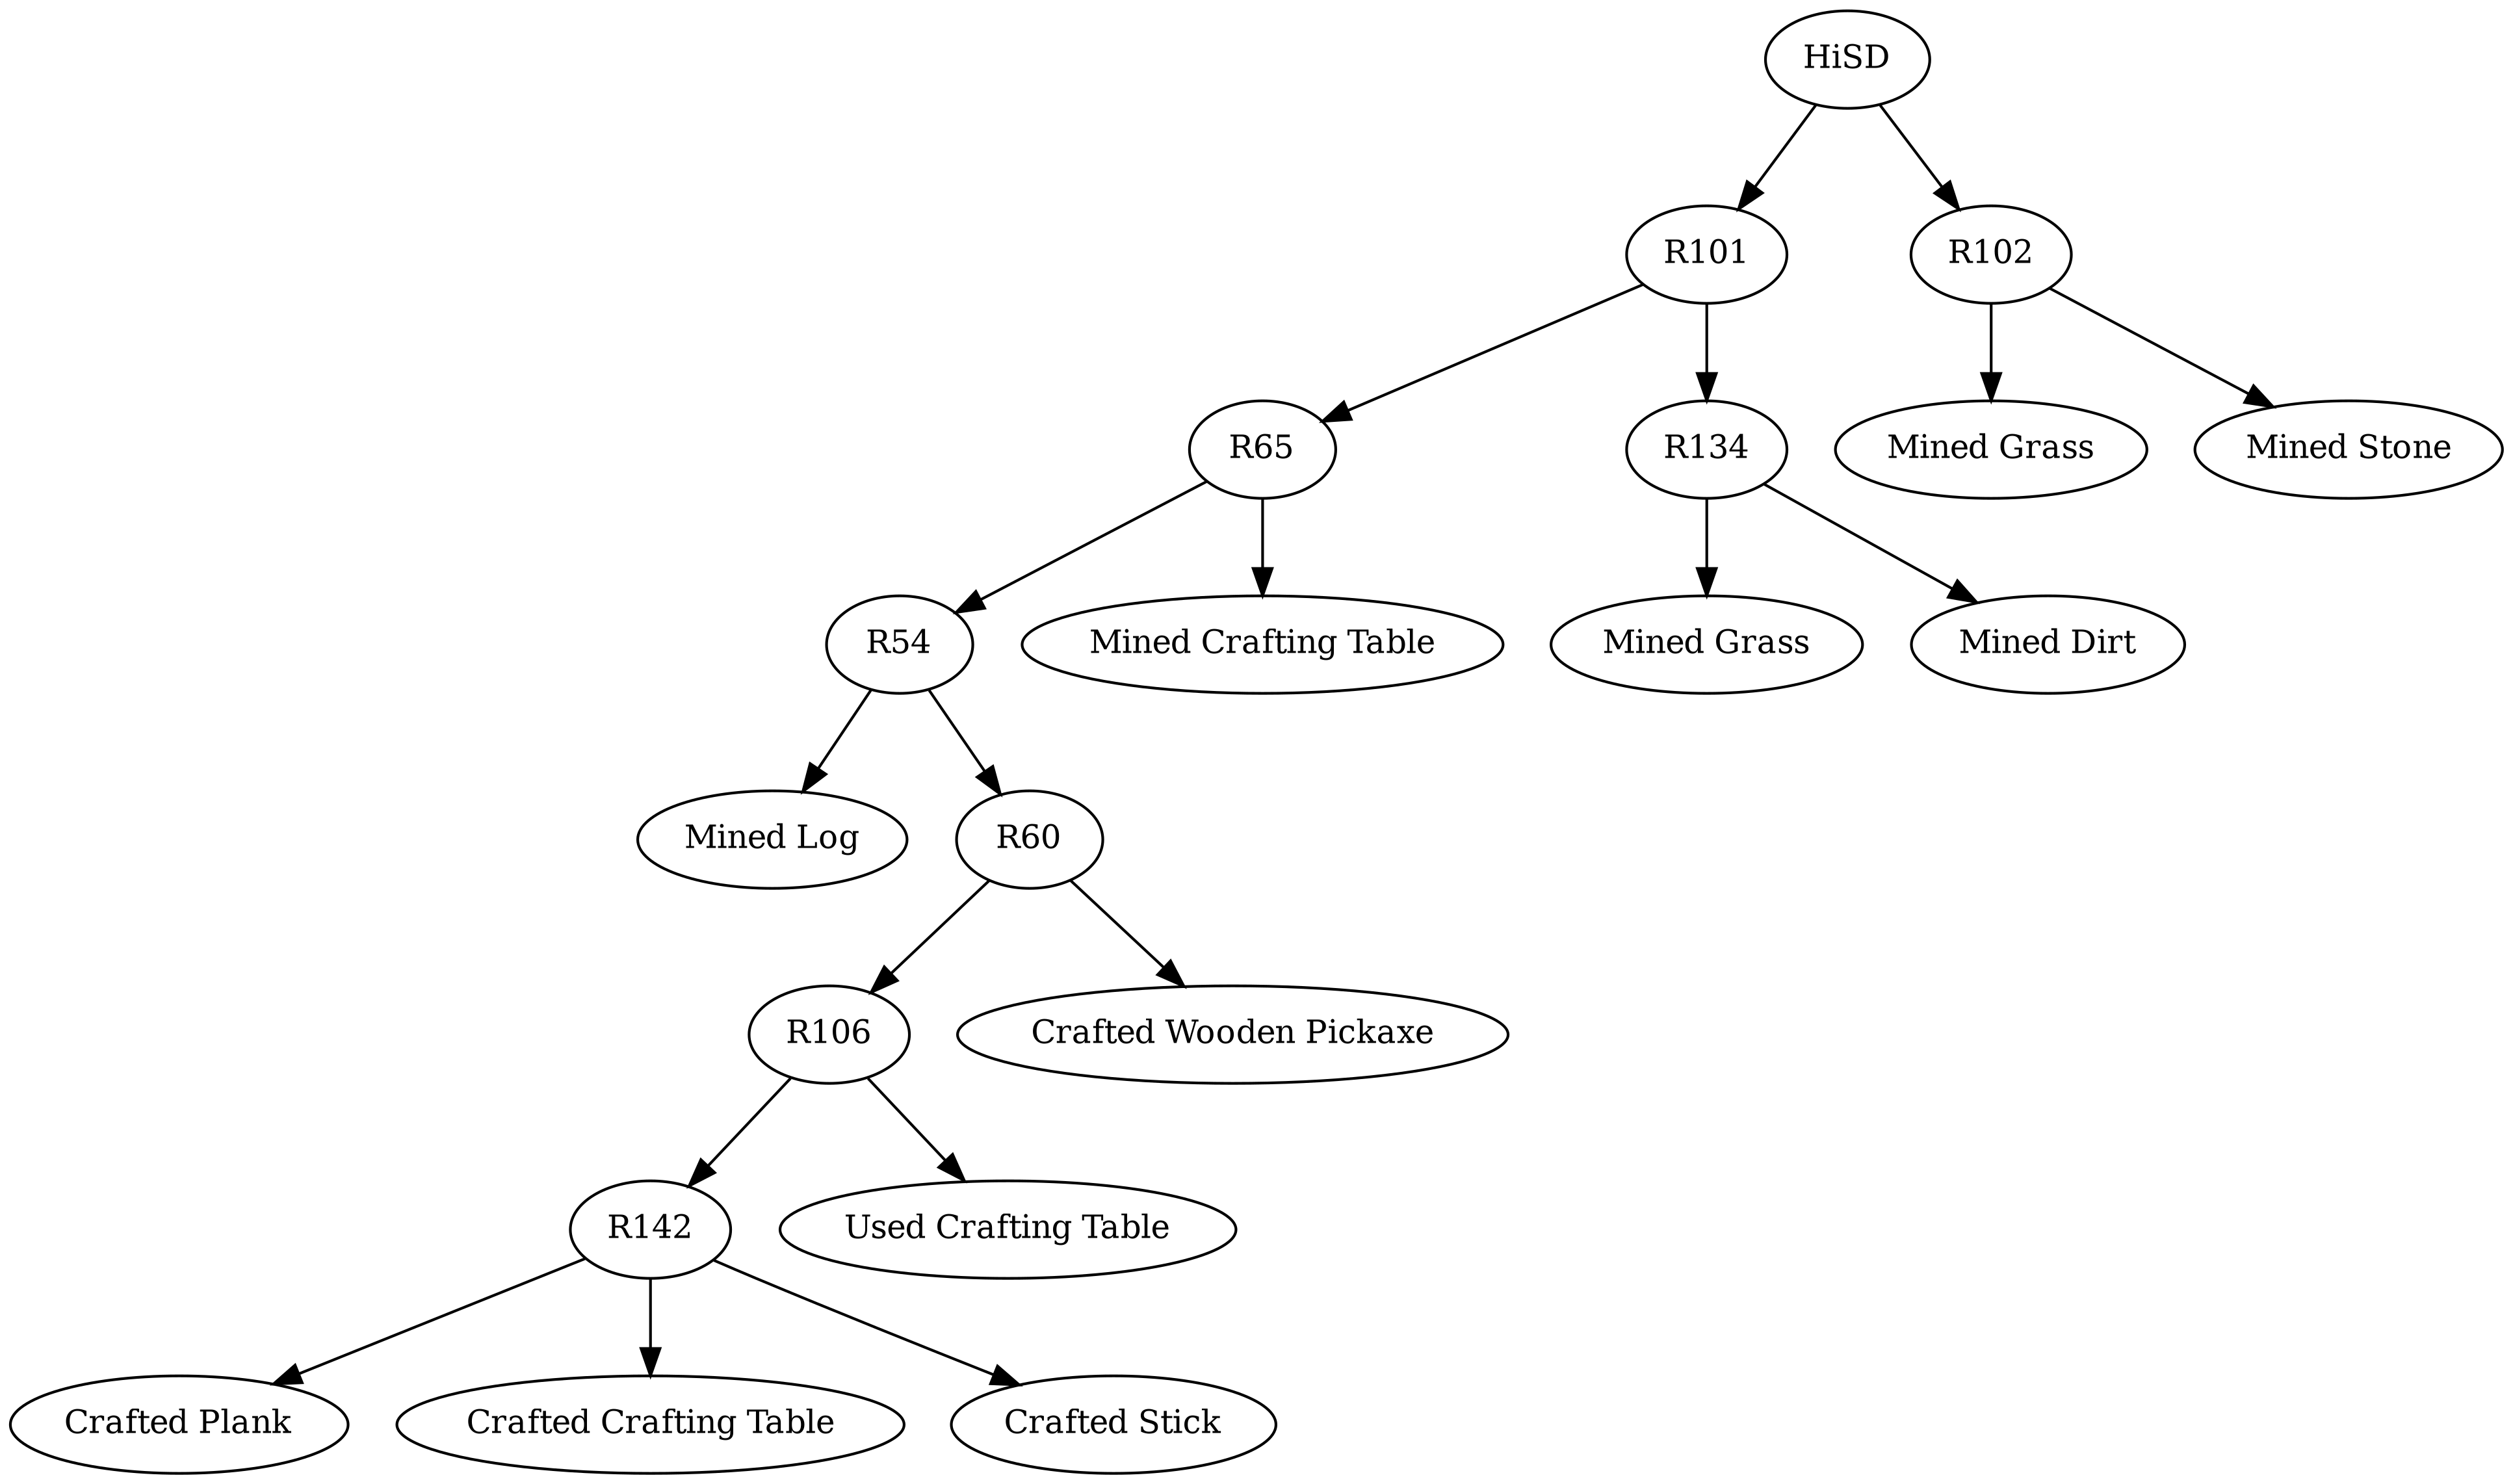 HiSD
R101
R102
R65
R134
Mined Grass
Mined Stone
R54
Mined Crafting Table
Mined Grass
Mined Dirt
Mined Log
R60
R106
Crafted Wooden Pickaxe
R142
Used Crafting Table
Crafted Plank
Crafted Crafting Table
Crafted Stick